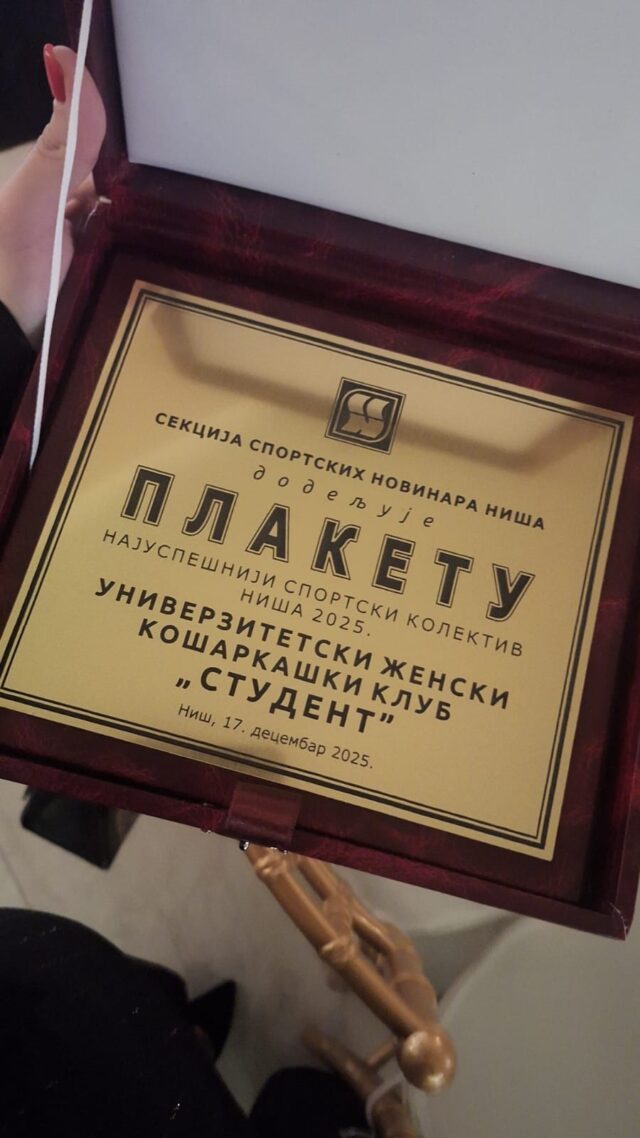 СЕКЦИЈА СПОРТСКИХ НОВИНАРА НИША
додељује
ПЛАКЕТУ
НАЈУСПЕШНИЈИ СПОРТСКИ КОЛЕКТИВ
НИША 2025.
УНИВЕРЗИТЕТСКИ ЖЕНСКИ
КОШАРКАШКИ КЛУБ
„СТУДЕНТ”
Ниш, 17. децембар 2025.